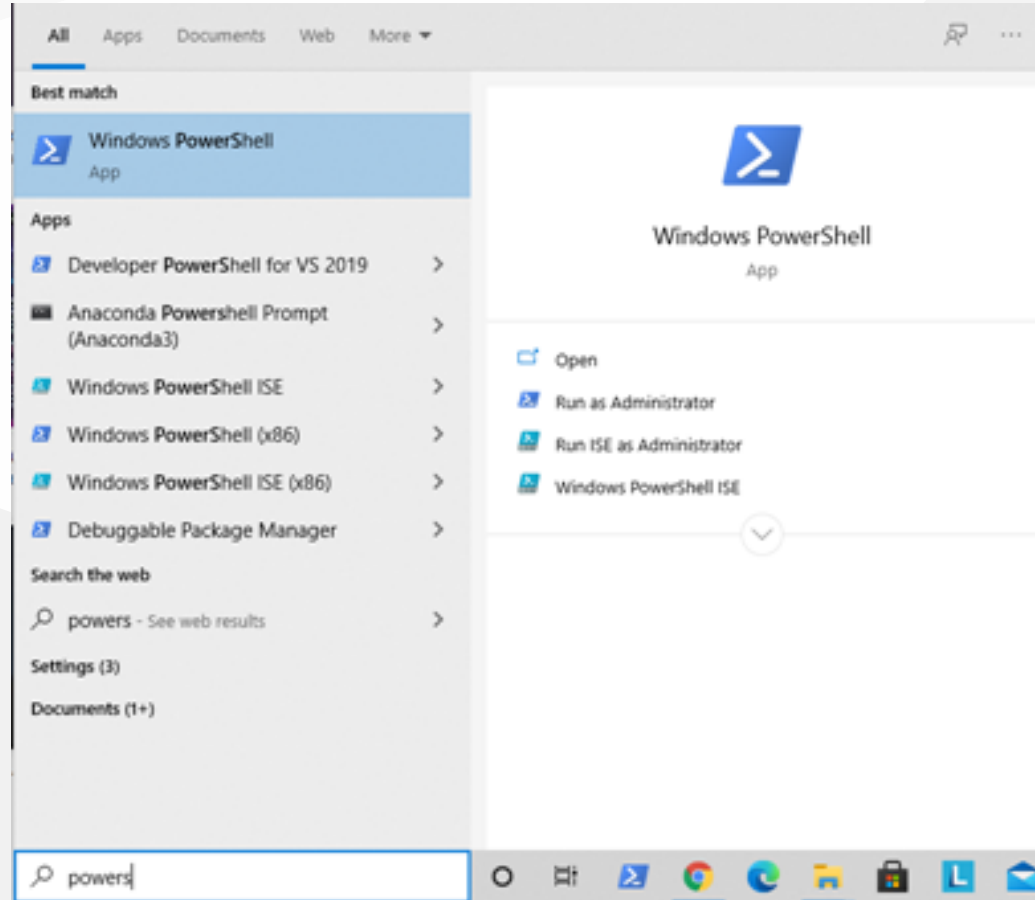 All Apps Documents Web More
Best match
Windows PowerShell
App
Apps
Developer PowerShell for VS 2019
Anaconda Powershell Prompt
(Anaconda3)
Windows PowerShell ISE
Windows PowerShell (x86)
Windows PowerShell ISE (x86)
Debuggable Package Manager
Search the web
powers - See web results
Settings (3)
Documents (1+)
powers
Windows PowerShell
App
Open
Run as Administrator
Run ISE as Administrator
Windows PowerShell ISE
L